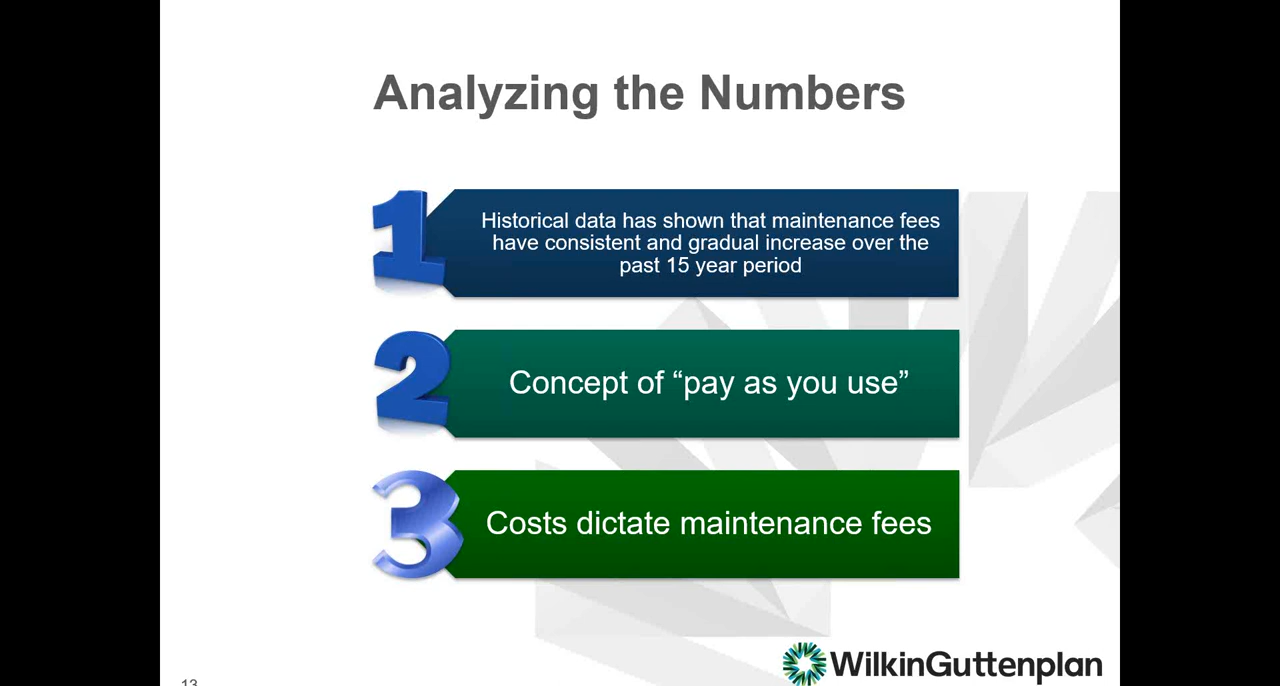 Analyzing the Numbers
1
Historical data has shown that maintenance fees
have consistent and gradual increase over the
past 15 year period
2
Concept of “pay as you use”
3
Costs dictate maintenance fees
WilkinGuttenplan
13